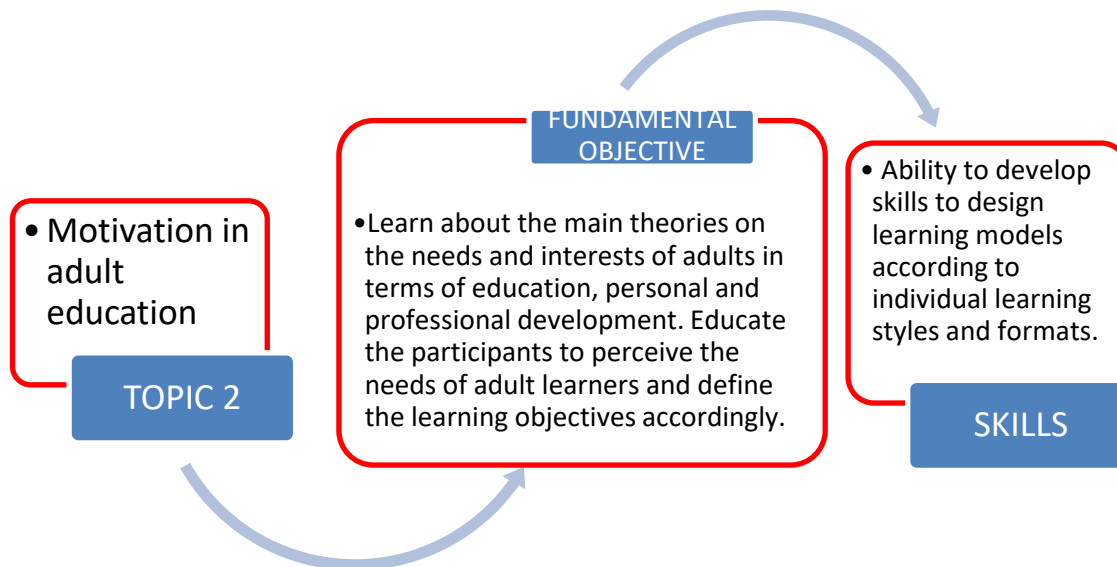 • Motivation in
adult
education
TOPIC 2
FUNDAMENTAL
OBJECTIVE
•Learn about the main theories on
the needs and interests of adults in
terms of education, personal and
professional development. Educate
the participants to perceive the
needs of adult learners and define
the learning objectives accordingly.
• Ability to develop
skills to design
learning models
according to
individual learning
styles and formats.
SKILLS